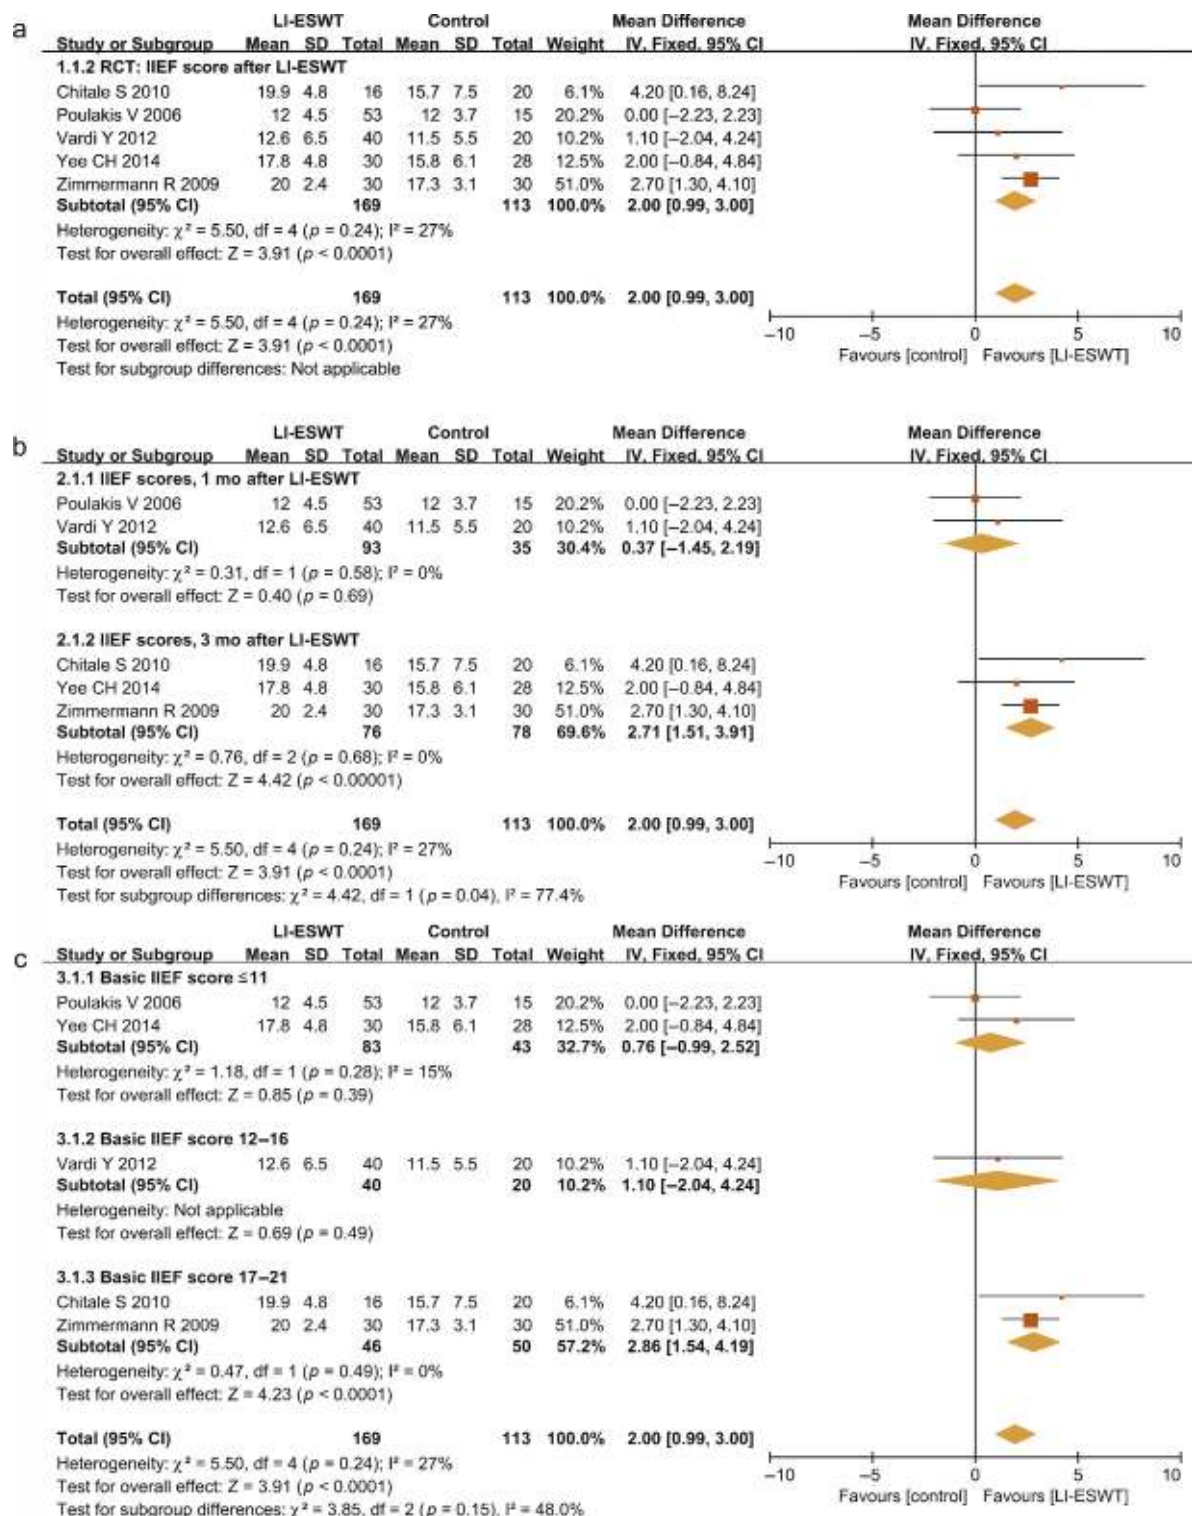 a
LI-ESWT Control Mean Difference Mean Difference
Study or Subgroup Mean SD Total Mean SD Total Weight IV, Fixed, 95% CI IV, Fixed, 95% CI
1.1.2 RCT: IIEF score after LI-ESWT
Chitale S 2010 19.9 4.8 16 15.7 7.5 20 6.1% 4.20 [0.16, 8.24]
Poulakis V 2006 12 4.5 53 12 3.7 15 20.2% 0.00 [−2.23, 2.23]
Vardi Y 2012 12.6 6.5 40 11.5 5.5 20 10.2% 1.10 [−2.04, 4.24]
Yee CH 2014 17.8 4.8 30 15.8 6.1 28 12.5% 2.00 [−0.84, 4.84]
Zimmermann R 2009 20 2.4 30 17.3 3.1 30 51.0% 2.70 [1.30, 4.10]
Subtotal (95% CI) 169 113 100.0% 2.00 [0.99, 3.00]
Heterogeneity: χ² = 5.50, df = 4 (p = 0.24); I² = 27%
Test for overall effect: Z = 3.91 (p < 0.0001)
Total (95% CI) 169 113 100.0% 2.00 [0.99, 3.00]
Heterogeneity: χ² = 5.50, df = 4 (p = 0.24); I² = 27%
Test for overall effect: Z = 3.91 (p < 0.0001)
Test for subgroup differences: Not applicable
−10 −5 0 5 10
Favours [control] Favours [LI-ESWT]
b
LI-ESWT Control Mean Difference Mean Difference
Study or Subgroup Mean SD Total Mean SD Total Weight IV, Fixed, 95% CI IV, Fixed, 95% CI
2.1.1 IIEF scores, 1 mo after LI-ESWT
Poulakis V 2006 12 4.5 53 12 3.7 15 20.2% 0.00 [−2.23, 2.23]
Vardi Y 2012 12.6 6.5 40 11.5 5.5 20 10.2% 1.10 [−2.04, 4.24]
Subtotal (95% CI) 93 35 30.4% 0.37 [−1.45, 2.19]
Heterogeneity: χ² = 0.31, df = 1 (p = 0.58); I² = 0%
Test for overall effect: Z = 0.40 (p = 0.69)
2.1.2 IIEF scores, 3 mo after LI-ESWT
Chitale S 2010 19.9 4.8 16 15.7 7.5 20 6.1% 4.20 [0.16, 8.24]
Yee CH 2014 17.8 4.8 30 15.8 6.1 28 12.5% 2.00 [−0.84, 4.84]
Zimmermann R 2009 20 2.4 30 17.3 3.1 30 51.0% 2.70 [1.30, 4.10]
Subtotal (95% CI) 76 78 69.6% 2.71 [1.51, 3.91]
Heterogeneity: χ² = 0.76, df = 2 (p = 0.68); I² = 0%
Test for overall effect: Z = 4.42 (p < 0.00001)
Total (95% CI) 169 113 100.0% 2.00 [0.99, 3.00]
Heterogeneity: χ² = 5.50, df = 4 (p = 0.24); I² = 27%
Test for overall effect: Z = 3.91 (p < 0.0001)
Test for subgroup differences: χ² = 4.42, df = 1 (p = 0.04), I² = 77.4%
−10 −5 0 5 10
Favours [control] Favours [LI-ESWT]
c
LI-ESWT Control Mean Difference Mean Difference
Study or Subgroup Mean SD Total Mean SD Total Weight IV, Fixed, 95% CI IV, Fixed, 95% CI
3.1.1 Basic IIEF score ≤11
Poulakis V 2006 12 4.5 53 12 3.7 15 20.2% 0.00 [−2.23, 2.23]
Yee CH 2014 17.8 4.8 30 15.8 6.1 28 12.5% 2.00 [−0.84, 4.84]
Subtotal (95% CI) 83 43 32.7% 0.76 [−0.99, 2.52]
Heterogeneity: χ² = 1.18, df = 1 (p = 0.28); I² = 15%
Test for overall effect: Z = 0.85 (p = 0.39)
3.1.2 Basic IIEF score 12–16
Vardi Y 2012 12.6 6.5 40 11.5 5.5 20 10.2% 1.10 [−2.04, 4.24]
Subtotal (95% CI) 40 20 10.2% 1.10 [−2.04, 4.24]
Heterogeneity: Not applicable
Test for overall effect: Z = 0.69 (p = 0.49)
3.1.3 Basic IIEF score 17–21
Chitale S 2010 19.9 4.8 16 15.7 7.5 20 6.1% 4.20 [0.16, 8.24]
Zimmermann R 2009 20 2.4 30 17.3 3.1 30 51.0% 2.70 [1.30, 4.10]
Subtotal (95% CI) 46 50 57.2% 2.86 [1.54, 4.19]
Heterogeneity: χ² = 0.47, df = 1 (p = 0.49); I² = 0%
Test for overall effect: Z = 4.23 (p < 0.0001)
Total (95% CI) 169 113 100.0% 2.00 [0.99, 3.00]
Heterogeneity: χ² = 5.50, df = 4 (p = 0.24); I² = 27%
Test for overall effect: Z = 3.91 (p < 0.0001)
Test for subgroup differences: χ² = 3.85, df = 2 (p = 0.15), I² = 48.0%
−10 −5 0 5 10
Favours [control] Favours [LI-ESWT]